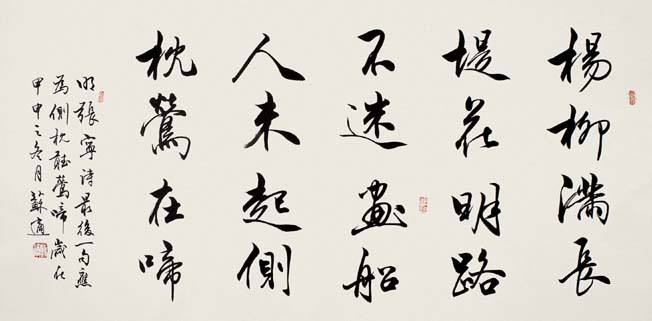 楊柳滿長
堤花明路
不迷畫船
人未起側
枕鶯在啼
明張寧詩最後一句應
為側枕聽鶯啼歲在
甲申之冬月蘇適